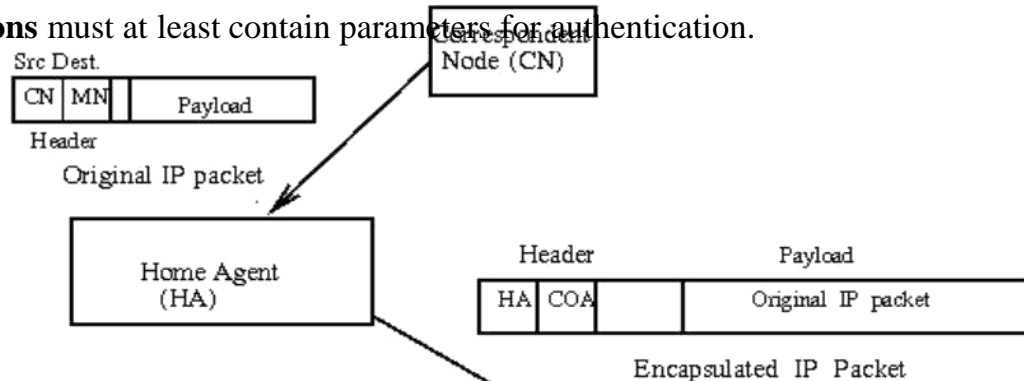 ons must at least contain parameters for authentication.
Correspondent
Node (CN)
Src Dest.
CN MN Payload
Header
Original IP packet
Home Agent
(HA)
Header Payload
HA COA Original IP packet
Encapsulated IP Packet